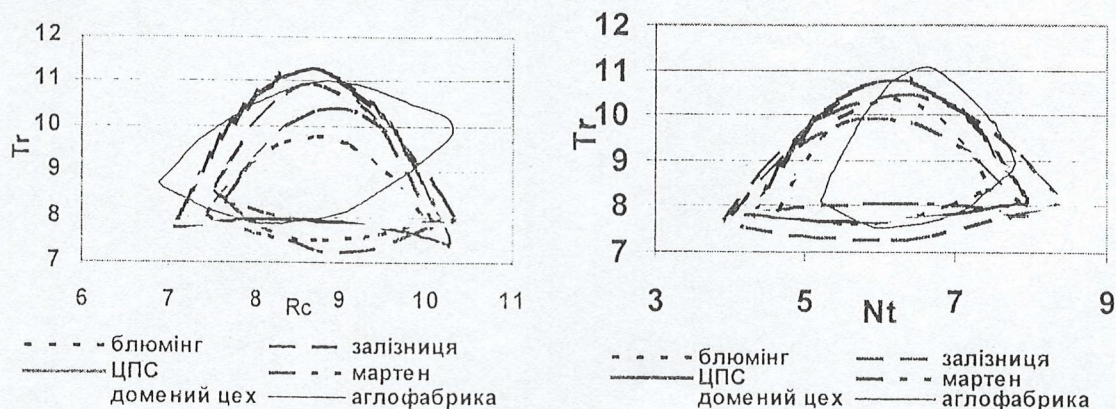 12
11
10
9
8
7
Tr
6 7 8 Rc 9 10 11
блюмінг залізниця
ЦПС мартен
домений цех аглофабрика
12
11
10
9
8
7
Tr
3 5 Nt 7 9
блюмінг залізниця
ЦПС мартен
домений цех аглофабрика